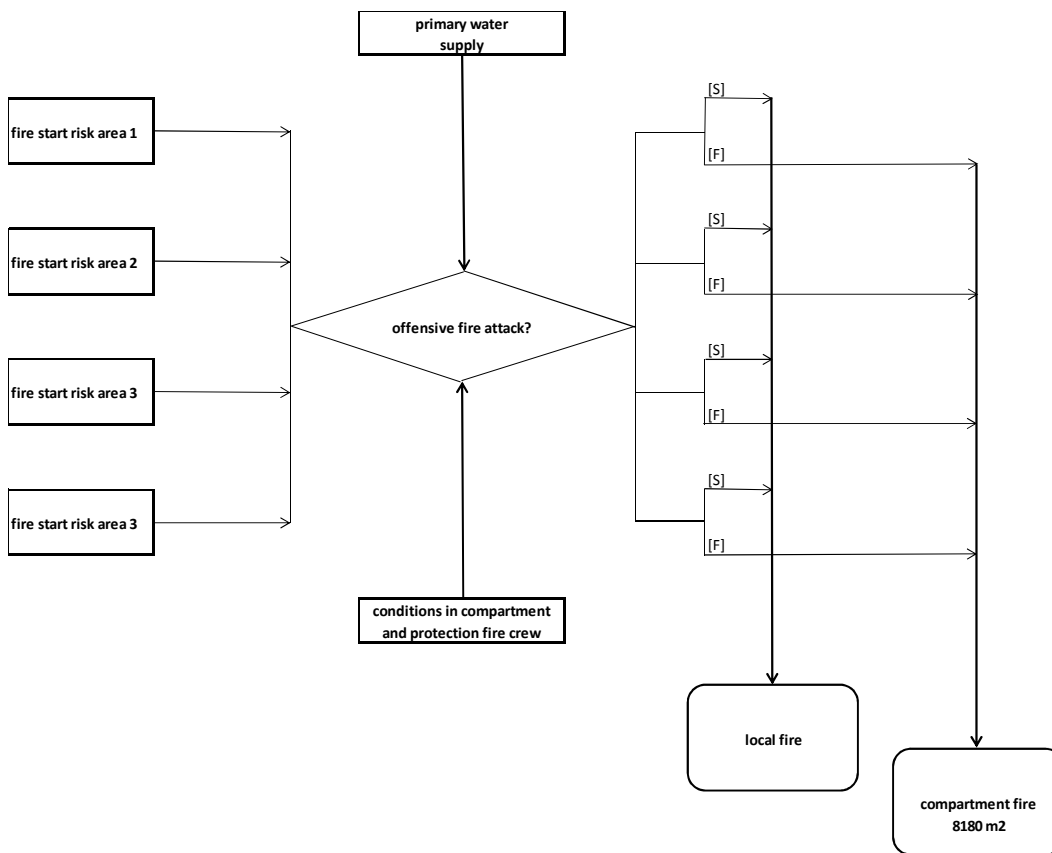 primary water
supply
[S]
fire start risk area 1
[F]
[S]
fire start risk area 2
[F]
offensive fire attack?
[S]
fire start risk area 3
[F]
[S]
fire start risk area 3
[F]
conditions in compartment
and protection fire crew
local fire
compartment fire
8180 m2